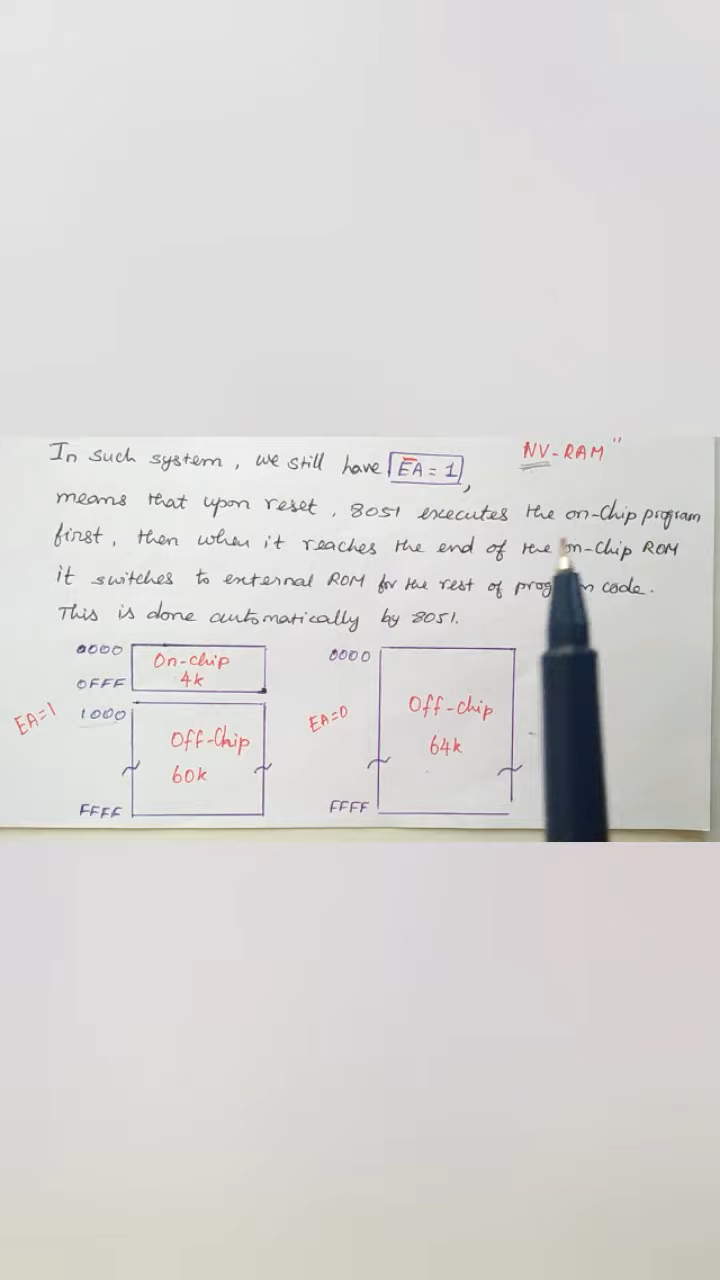 In such system, we still have EA = 1,
NV-RAM"
means that upon reset, 8051 executes the on-chip program
first, then when it reaches the end of the on-chip ROM
it switches to external ROM for the rest of program code.
This is done automatically by 8051.
0000
On-chip
4k
0FFF
EA=1
1000
Off-Chip
60k
FFFF
0000
EA=0
Off-chip
64k
FFFF